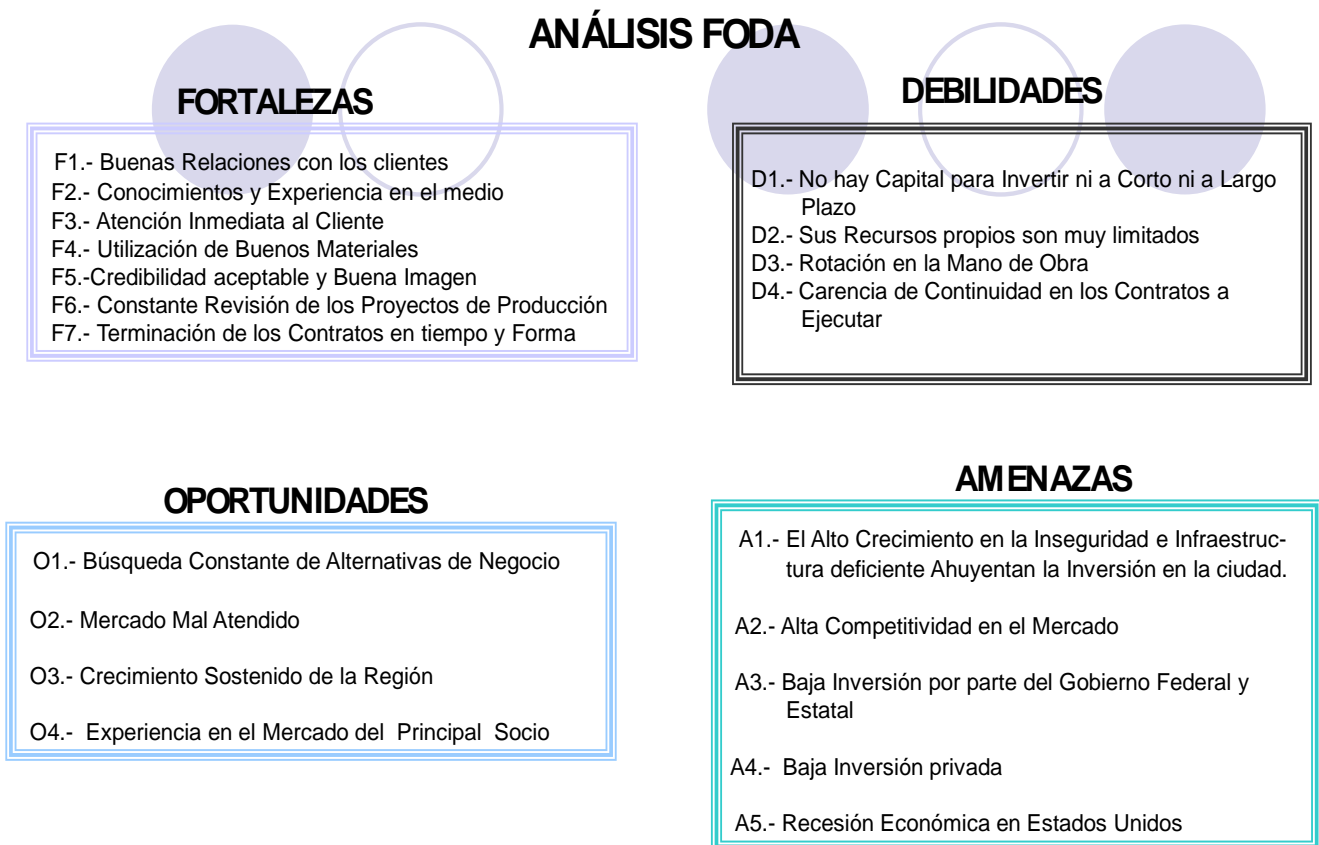 ANÁLISIS FODA
FORTALEZAS
F1.- Buenas Relaciones con los clientes
F2.- Conocimientos y Experiencia en el medio
F3.- Atención Inmediata al Cliente
F4.- Utilización de Buenos Materiales
F5.-Credibilidad aceptable y Buena Imagen
F6.- Constante Revisión de los Proyectos de Producción
F7.- Terminación de los Contratos en tiempo y Forma
DEBILIDADES
D1.- No hay Capital para Invertir ni a Corto ni a Largo
Plazo
D2.- Sus Recursos propios son muy limitados
D3.- Rotación en la Mano de Obra
D4.- Carencia de Continuidad en los Contratos a
Ejecutar
OPORTUNIDADES
O1.- Búsqueda Constante de Alternativas de Negocio
O2.- Mercado Mal Atendido
O3.- Crecimiento Sostenido de la Región
O4.- Experiencia en el Mercado del Principal Socio
AMENAZAS
A1.- El Alto Crecimiento en la Inseguridad e Infraestruc-
tura deficiente Ahuyentan la Inversión en la ciudad.
A2.- Alta Competitividad en el Mercado
A3.- Baja Inversión por parte del Gobierno Federal y
Estatal
A4.- Baja Inversión privada
A5.- Recesión Económica en Estados Unidos